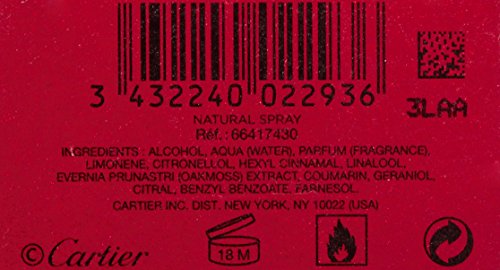 3 432240 022936
3LAA
NATURAL SPRAY
Réf.: 66417430
INGREDIENTS : ALCOHOL, AQUA (WATER), PARFUM (FRAGRANCE),
LIMONENE, CITRONELLOL, HEXYL CINNAMAL, LINALOOL,
EVERNIA PRUNASTRI (OAKMOSS) EXTRACT, COUMARIN, GERANIOL,
CITRAL, BENZYL BENZOATE, FARNESOL.
CARTIER INC. DIST. NEW YORK, NY 10022 (USA)
©Cartier
18 M